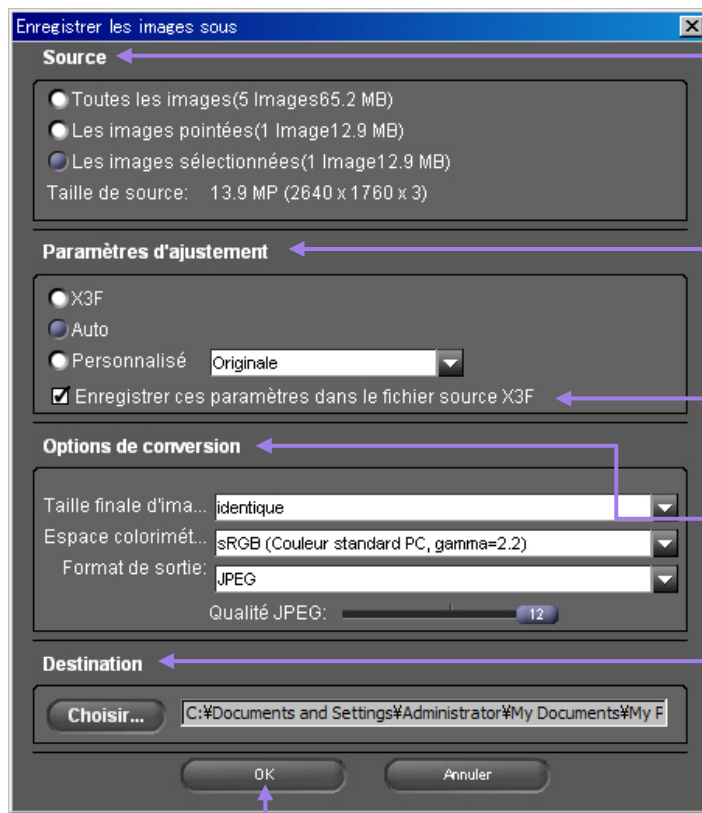 Enregistrer les images sous
Source
Toutes les images(5 Images65.2 MB)
Les images pointées(1 Image12.9 MB)
Les images sélectionnées(1 Image12.9 MB)
Taille de source: 13.9 MP (2640 x 1760 x 3)
Paramètres d'ajustement
X3F
Auto
Personnalisé Originale
Enregistrer ces paramètres dans le fichier source X3F
Options de conversion
Taille finale d'ima... identique
Espace colorimét... sRGB (Couleur standard PC, gamma=2.2)
Format de sortie: JPEG
Qualité JPEG: 12
Destination
Choisir... C:¥Documents and Settings¥Administrator¥My Documents¥My P
OK Annuler